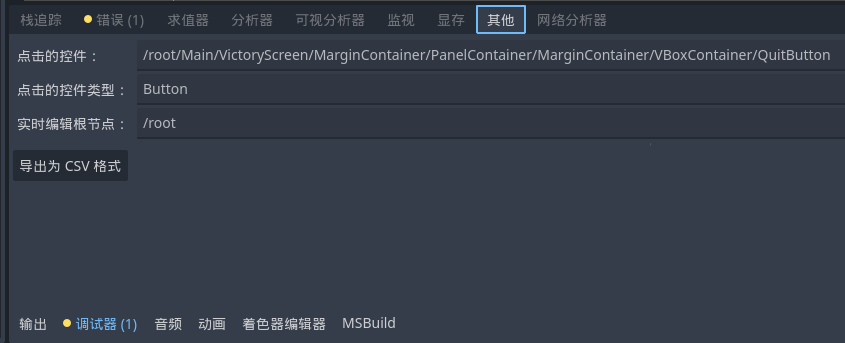 栈追踪 错误 (1) 求值器 分析器 可视分析器 监视 显存 其他 网络分析器
点击的控件： /root/Main/VictoryScreen/MarginContainer/PanelContainer/MarginContainer/VBoxContainer/QuitButton
点击的控件类型： Button
实时编辑根节点： /root
导出为 CSV 格式
输出 调试器 (1) 音频 动画 着色器编辑器 MSBuild